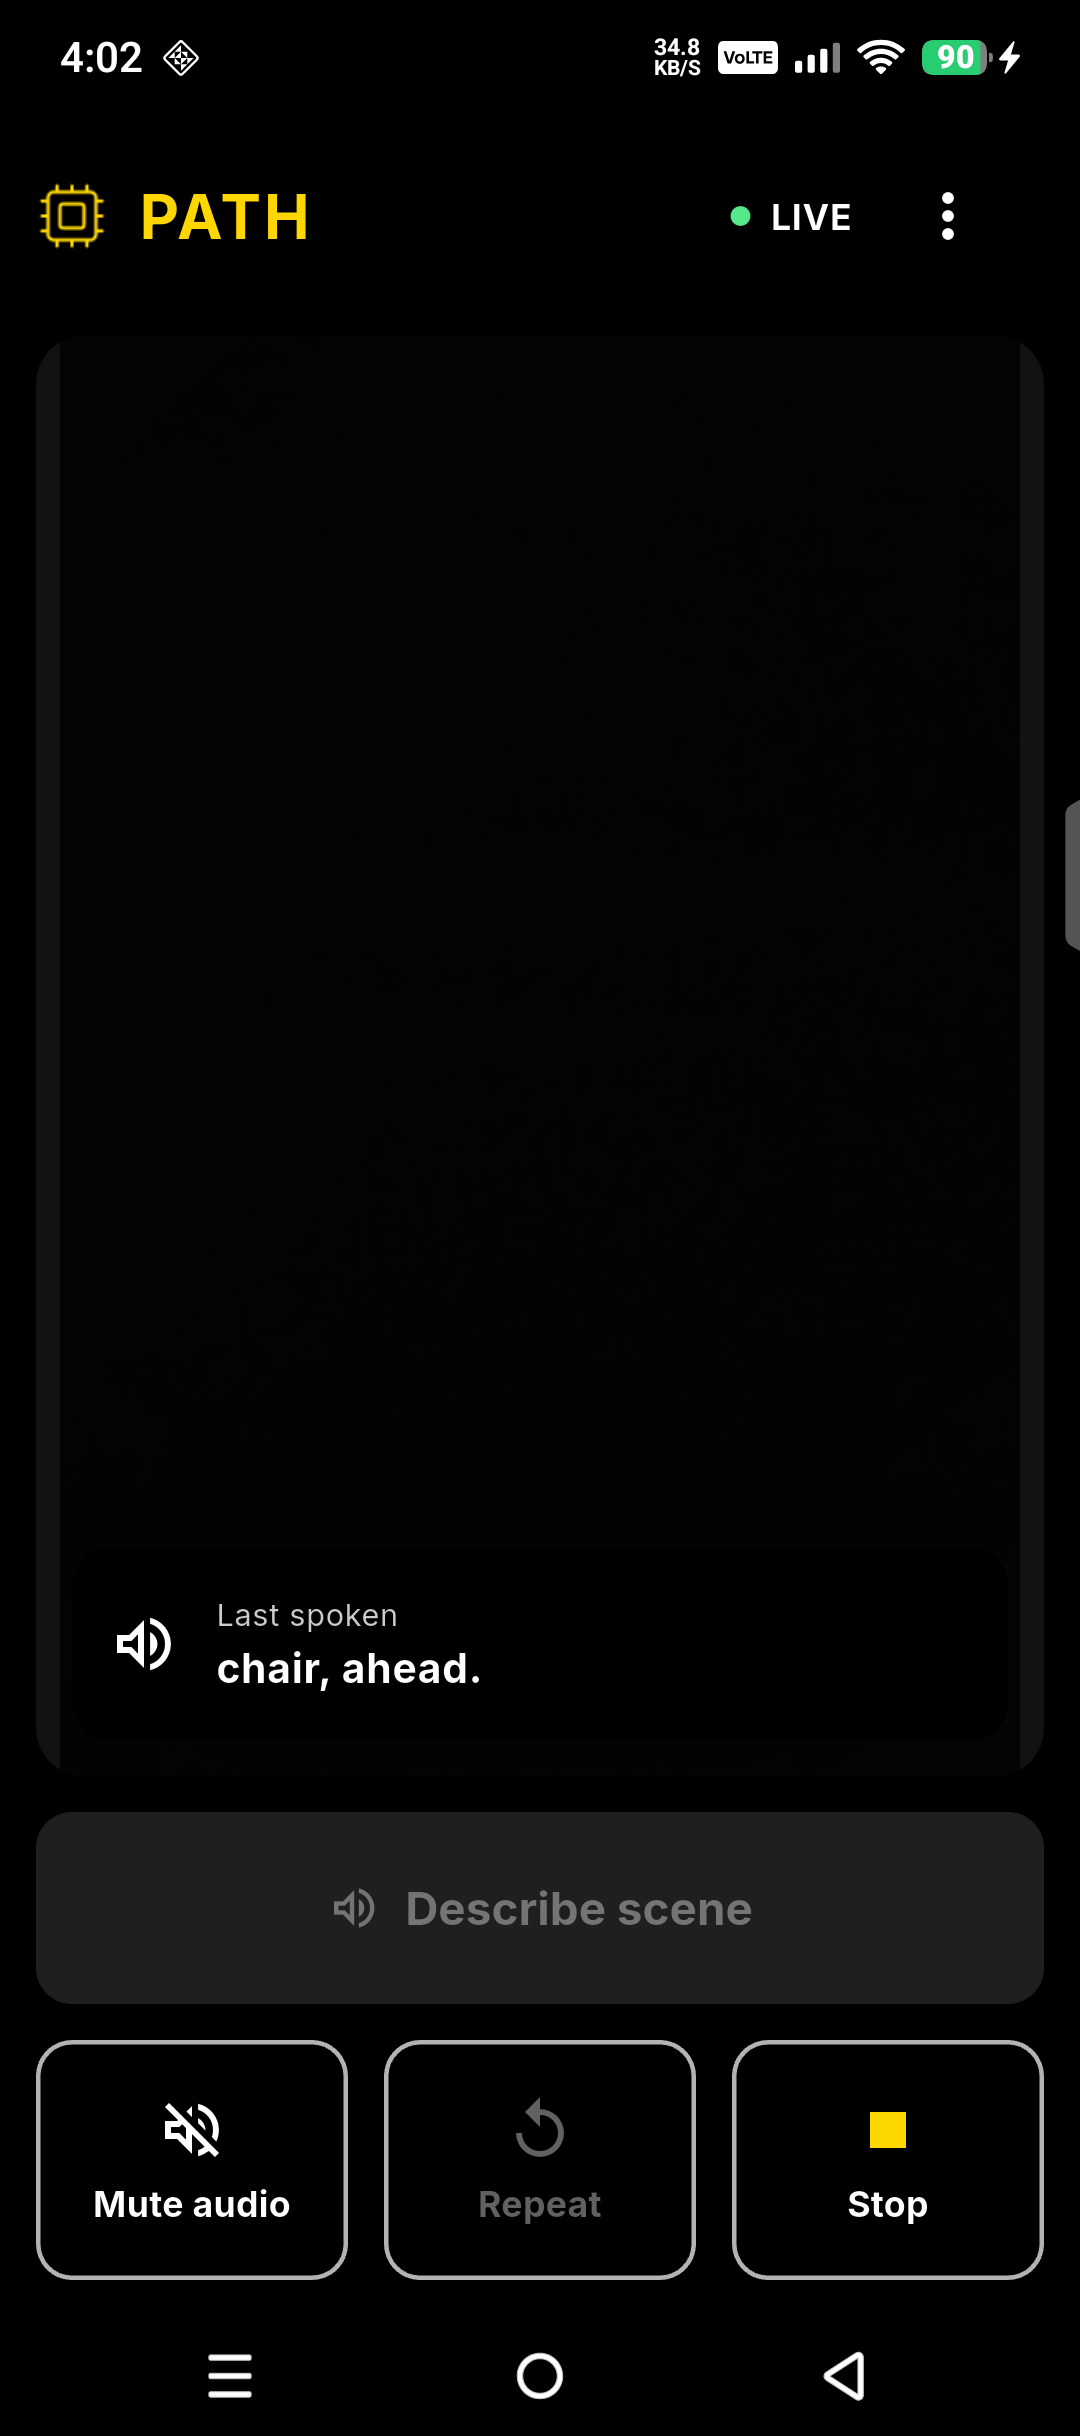 4:02
34.8
KB/S
VoLTE
90
PATH
LIVE
Last spoken
chair, ahead.
Describe scene
Mute audio
Repeat
Stop